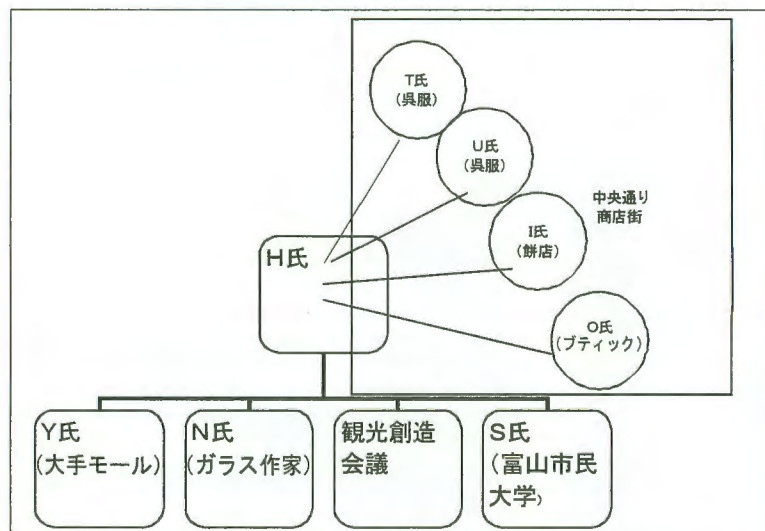 T氏
(呉服)
U氏
(呉服)
I氏
(餅店)
中央通り
商店街
H氏
O氏
(ブティック)
Y氏
(大手モール)
N氏
(ガラス作家)
観光創造
会議
S氏
(富山市民
大学)